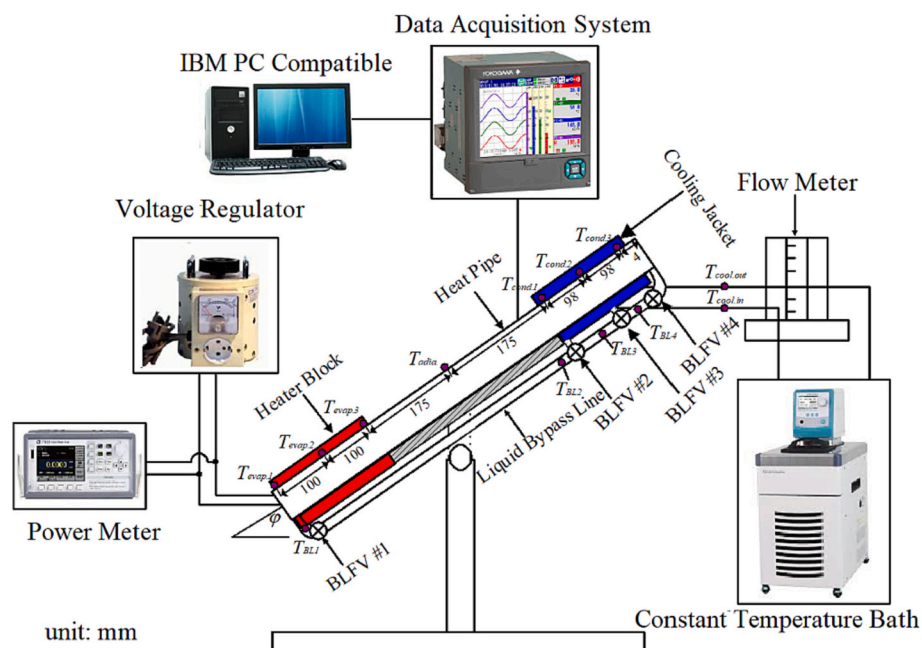 Data Acquisition System
IBM PC Compatible
YOKOGAWA
Cooling Jacket
Flow Meter
Voltage Regulator
T_cond.3
T_cond.2
T_cond.1
4
98
98
T_cool.out
T_cool.in
Heat Pipe
175
T_adia
175
BLFV #4
T_BL4
BLFV #3
T_BL3
BLFV #2
T_BL2
Liquid Bypass Line
Heater Block
T_evap.3
T_evap.2
T_evap.1
100
100
φ
T_BL1
BLFV #1
Power Meter
Constant Temperature Bath
unit: mm